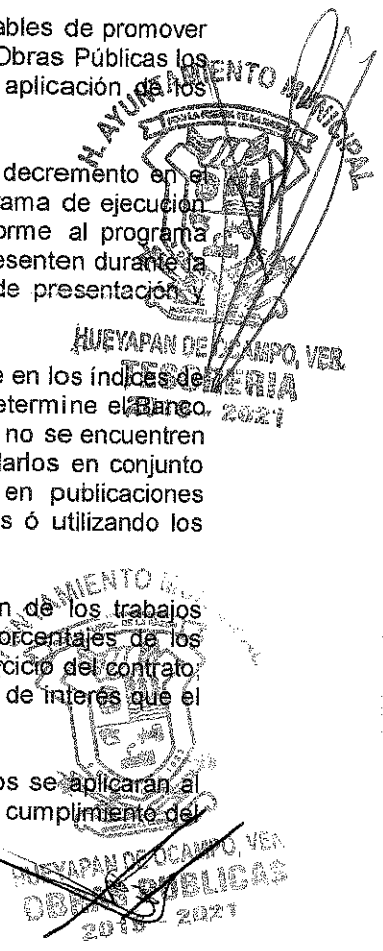 ables de promover
Obras Públicas los
aplicación de los
H. AYUNTAMIENTO MUNICIPAL
decremento en el
rama de ejecución
orme al programa
esenten durante la
de presentación y
HUEYAPAN DE OCAMPO, VER.
TESORERIA
2021
e en los índices de
etermine el Banco
no se encuentren
larlos en conjunto
en publicaciones
s ó utilizando los
AYUNTAMIENTO
n de los trabajos
orcentajes de los
rcicio del contrato,
de interés que el
os se aplicarán al
cumplimiento del
HUEYAPAN DE OCAMPO, VER.
OBRAS PUBLICAS
2018 - 2021